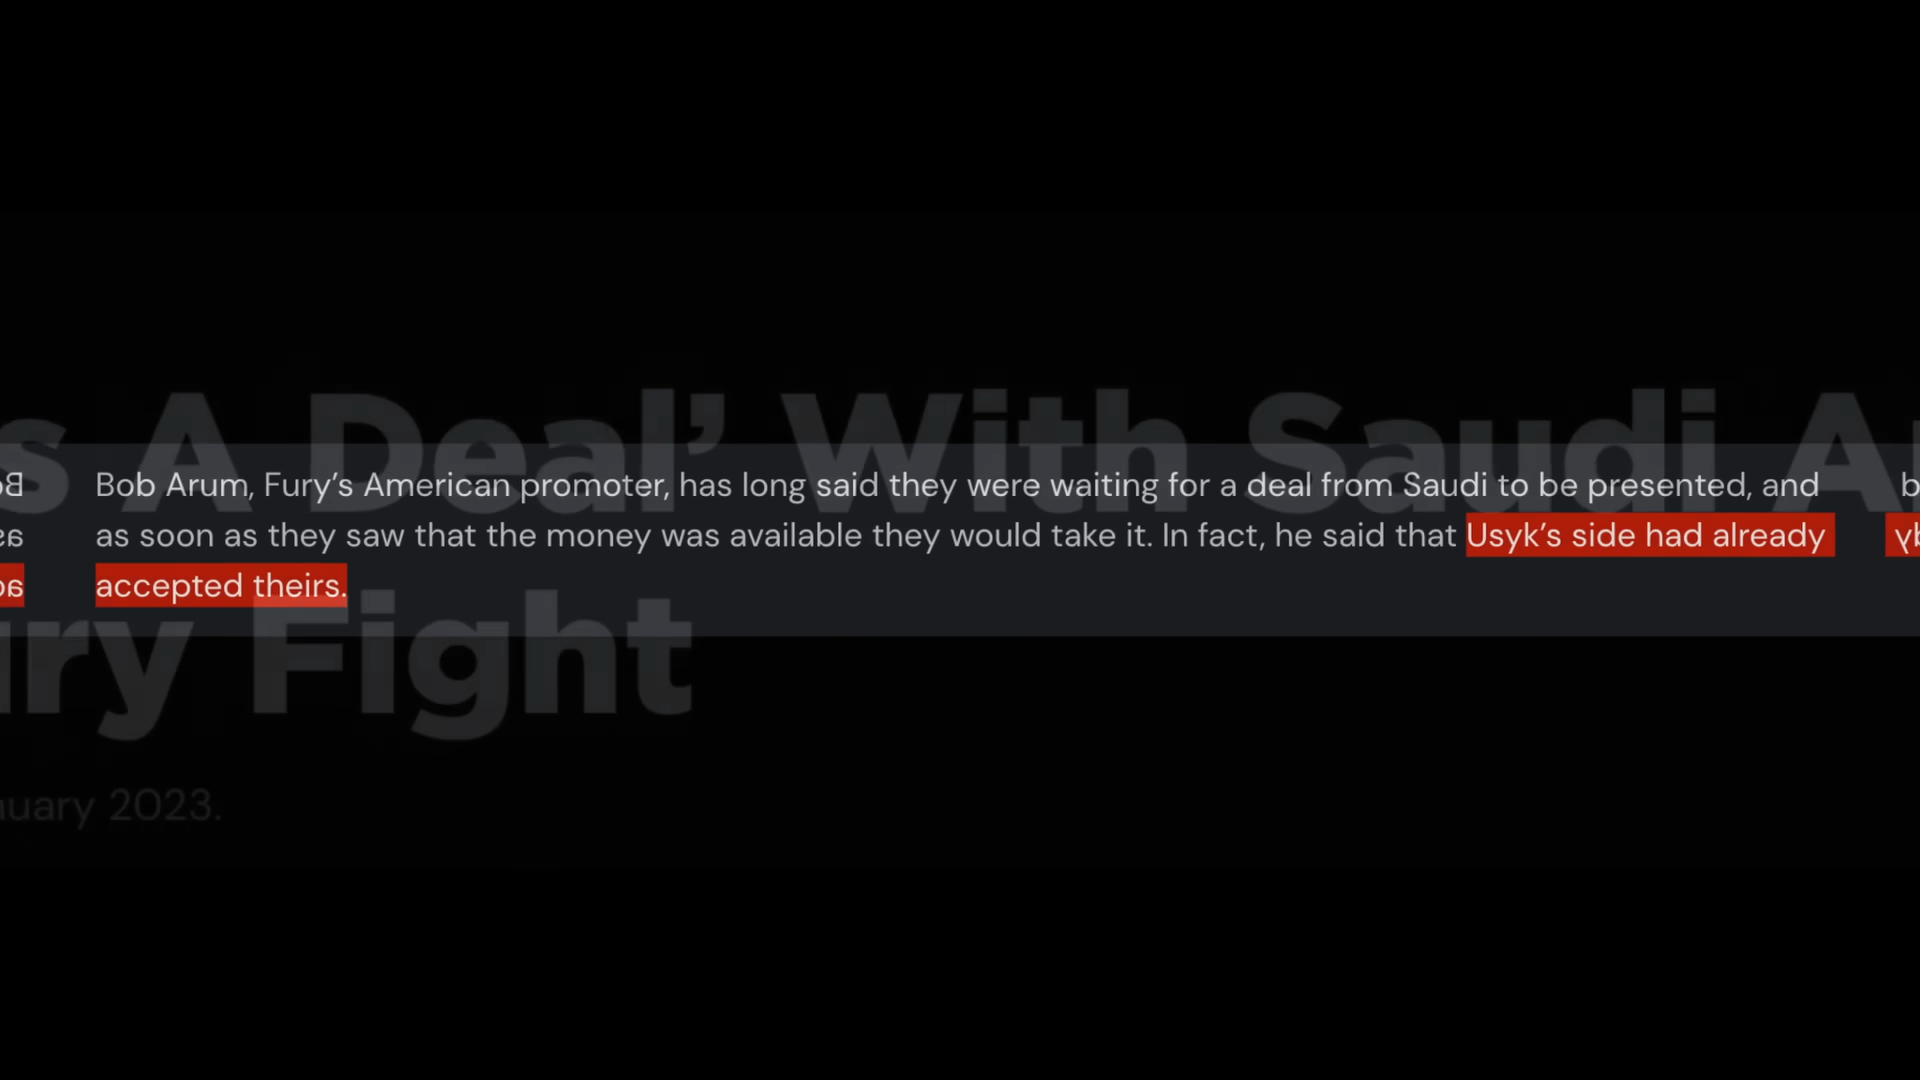 s A Deal’ With Saudi A
Bob Arum, Fury’s American promoter, has long said they were waiting for a deal from Saudi to be presented, and
as soon as they saw that the money was available they would take it. In fact, he said that Usyk’s side had already
accepted theirs.
ry Fight
nuary 2023.